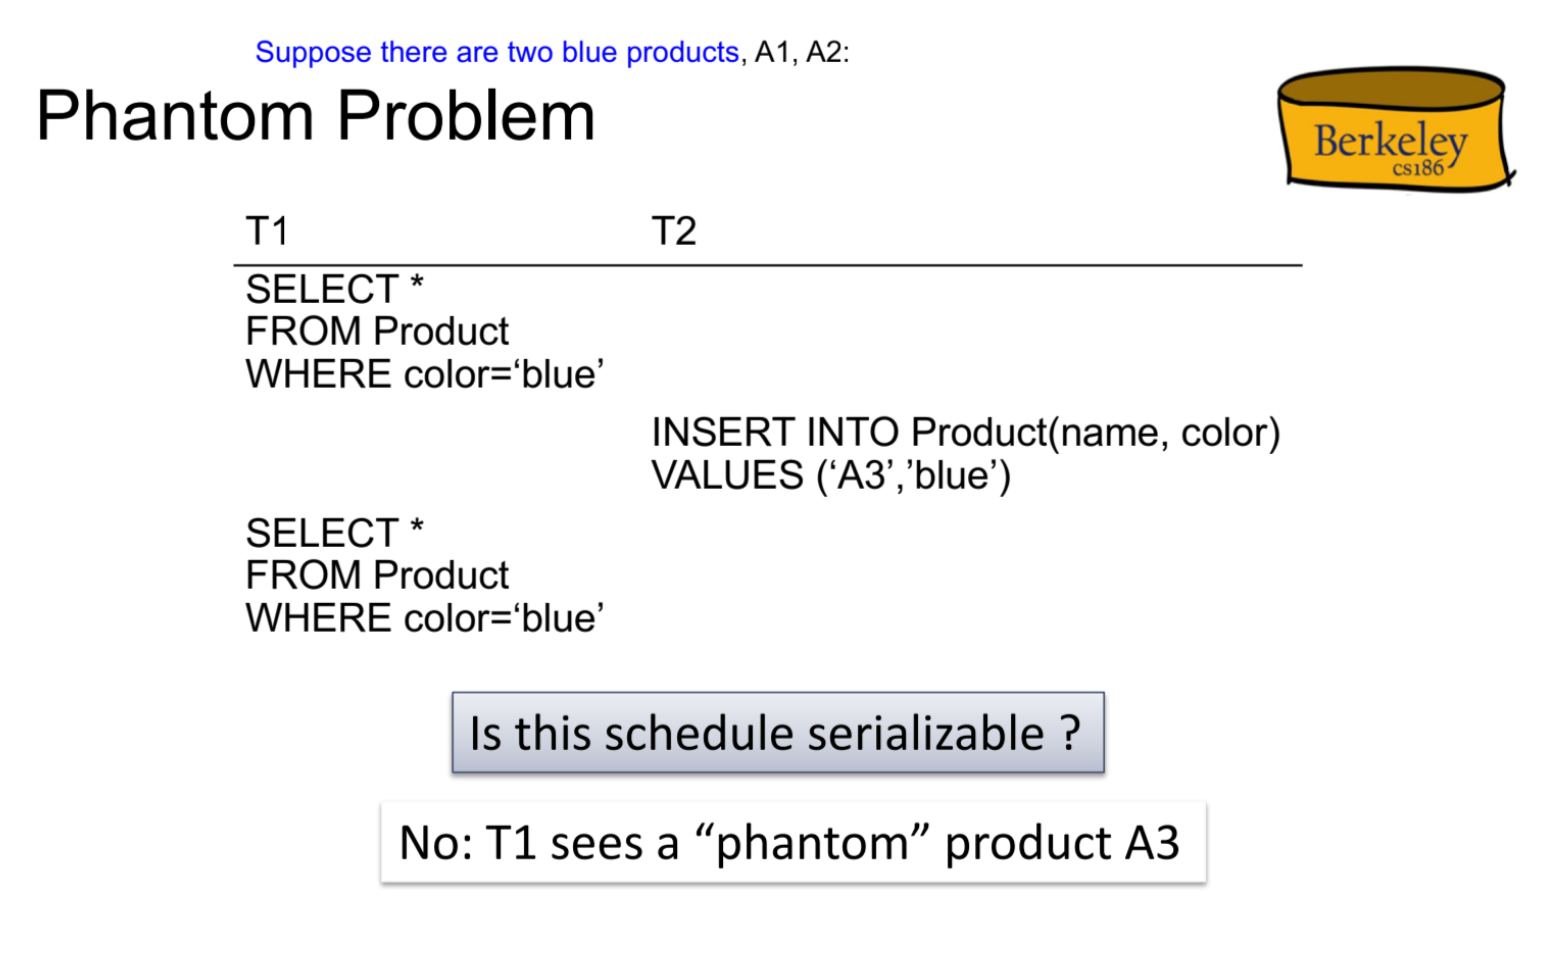 Suppose there are two blue products, A1, A2:
Phantom Problem
Berkeley
cs186
T1 T2
SELECT *
FROM Product
WHERE color=‘blue’
INSERT INTO Product(name, color)
VALUES (‘A3’,’blue’)
SELECT *
FROM Product
WHERE color=‘blue’
Is this schedule serializable ?
No: T1 sees a “phantom” product A3